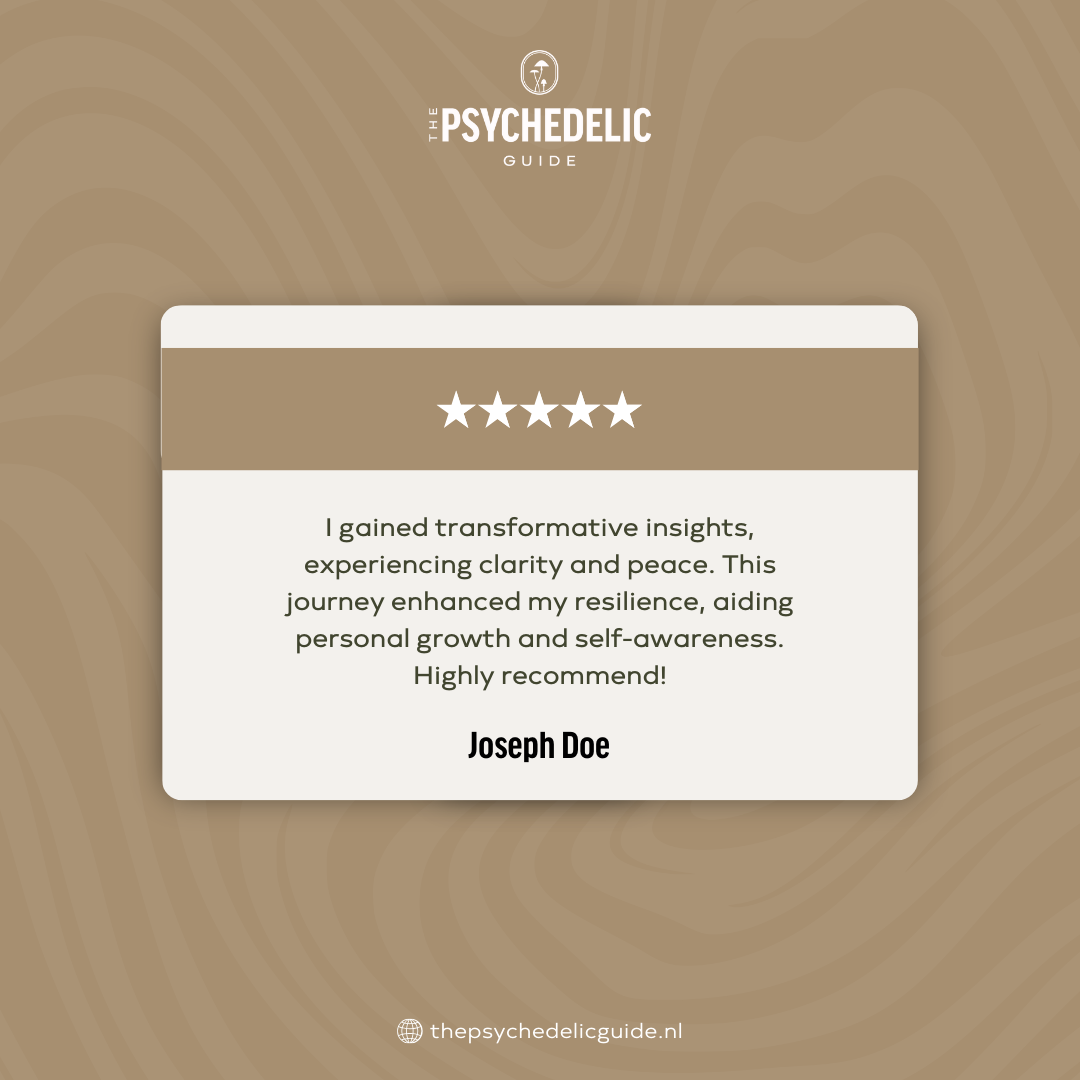 THE PSYCHEDELIC
GUIDE
I gained transformative insights,
experiencing clarity and peace. This
journey enhanced my resilience, aiding
personal growth and self-awareness.
Highly recommend!
Joseph Doe
thepsychedelicguide.nl